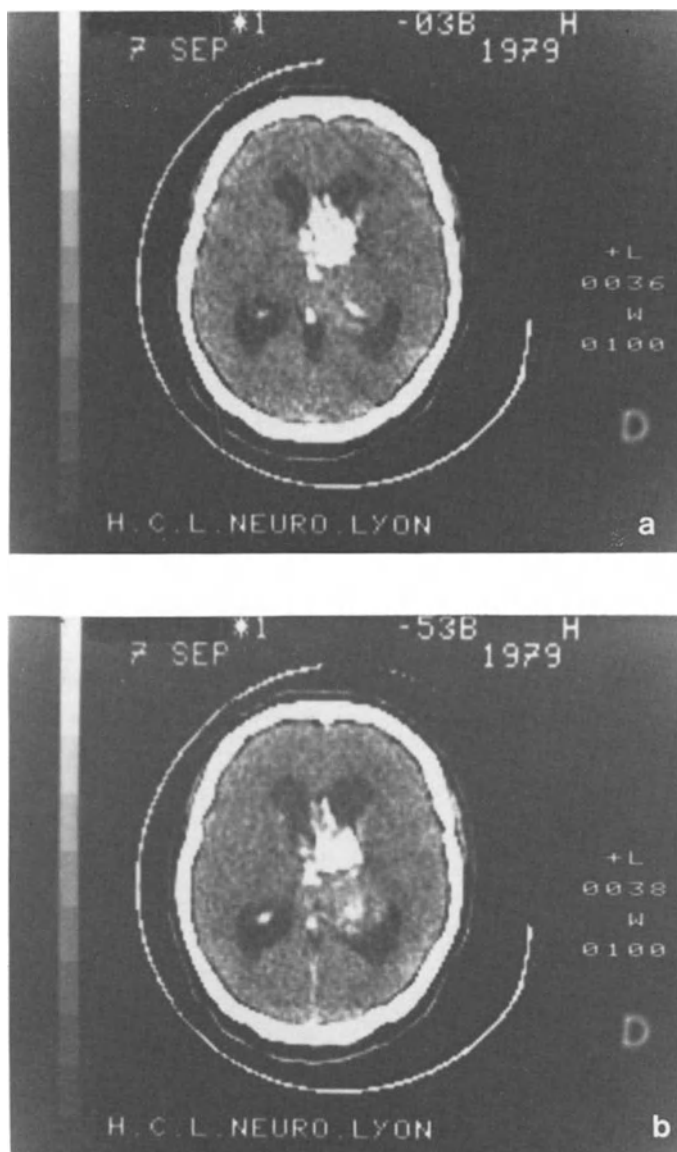 *1 -03B H
7 SEP 1979
+L
0036
W
0100
D
H.C.L.NEURO.LYON
a
*1 -53B H
7 SEP 1979
+L
0038
W
0100
D
H.C.L.NEURO.LYON
b